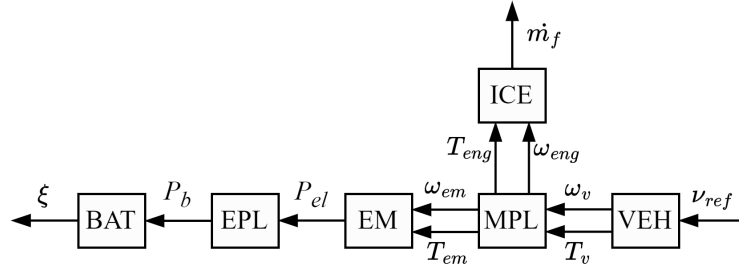 ṁ_f
ICE
T_eng ω_eng
ξ P_b P_el ω_em ω_v ν_ref
BAT EPL EM MPL VEH
T_em T_v